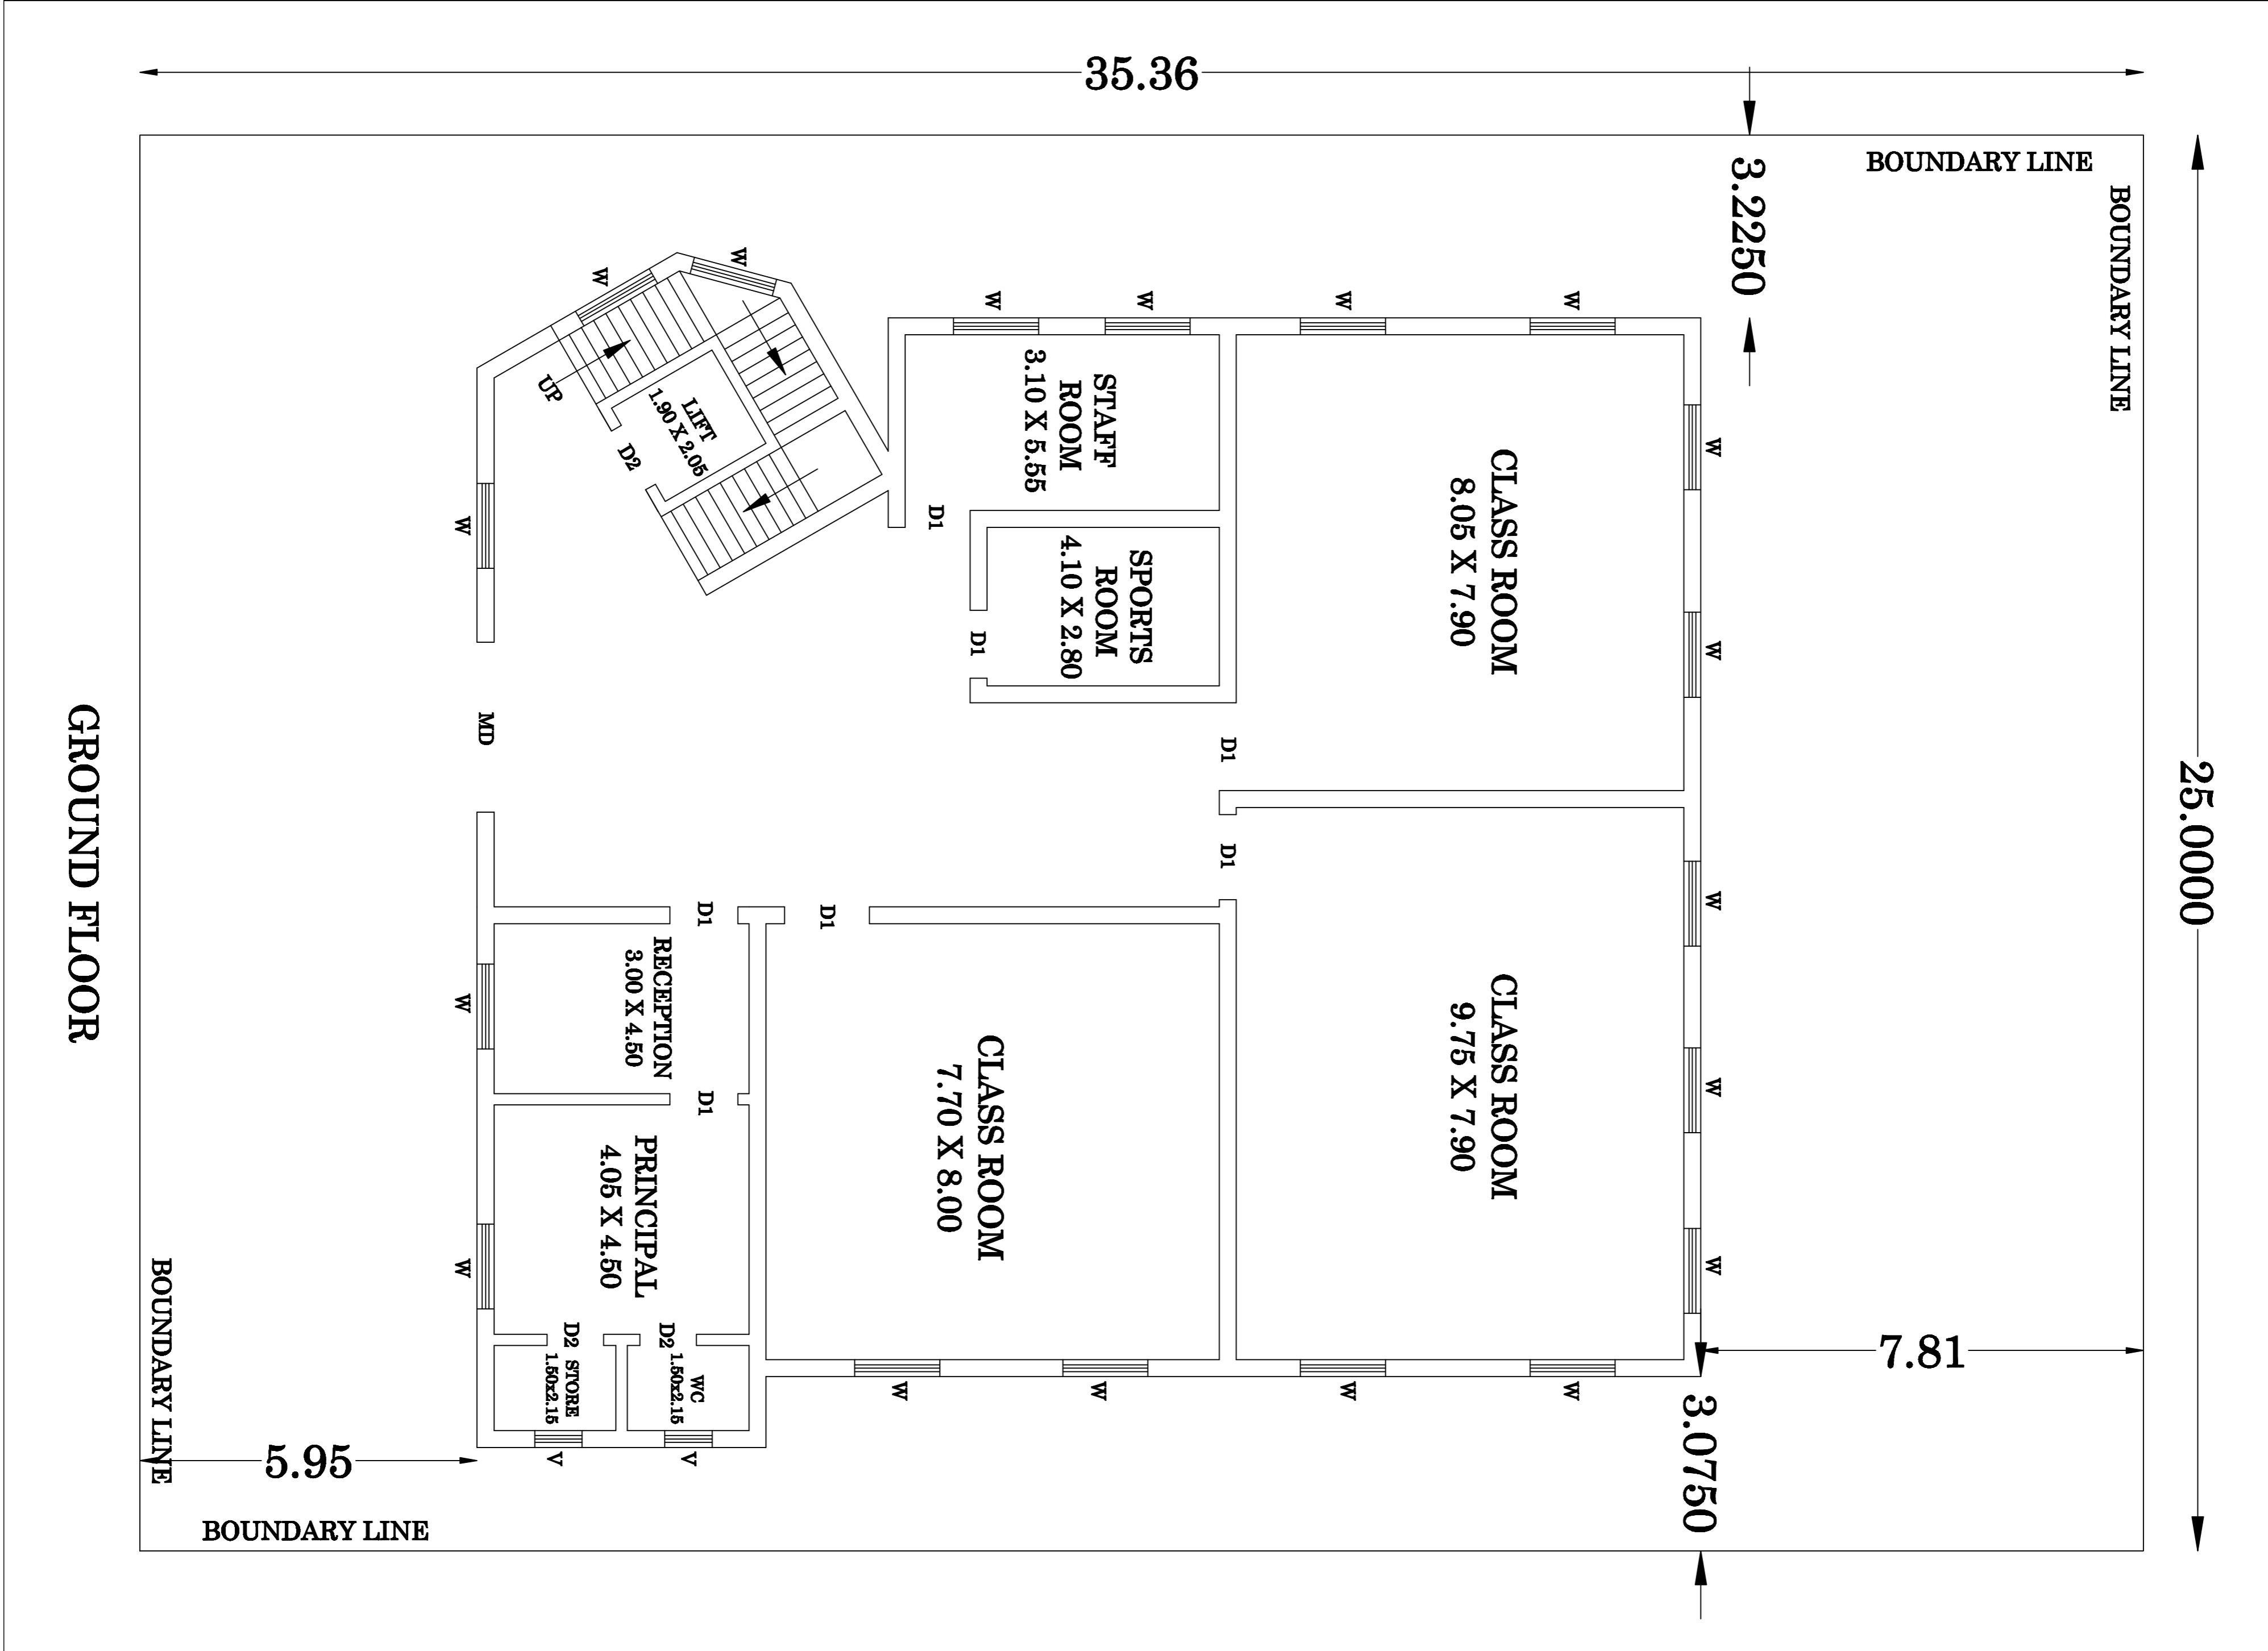 35.36
BOUNDARY LINE
BOUNDARY LINE
3.2250
25.0000
W
W
W
W
W
W
UP
LIFT
1.90 X 2.05
D2
STAFF
ROOM
3.10 X 5.55
D1
SPORTS
ROOM
4.10 X 2.80
D1
CLASS ROOM
8.05 X 7.90
W
W
W
MD
D1
D1
GROUND FLOOR
D1
D1
RECEPTION
3.00 X 4.50
W
D1
CLASS ROOM
7.70 X 8.00
CLASS ROOM
9.75 X 7.90
W
W
W
PRINCIPAL
4.05 X 4.50
W
D2
D2
STORE
1.50x2.15
WC
1.50x2.15
V
V
W
W
W
W
7.81
3.0750
5.95
BOUNDARY LINE
BOUNDARY LINE